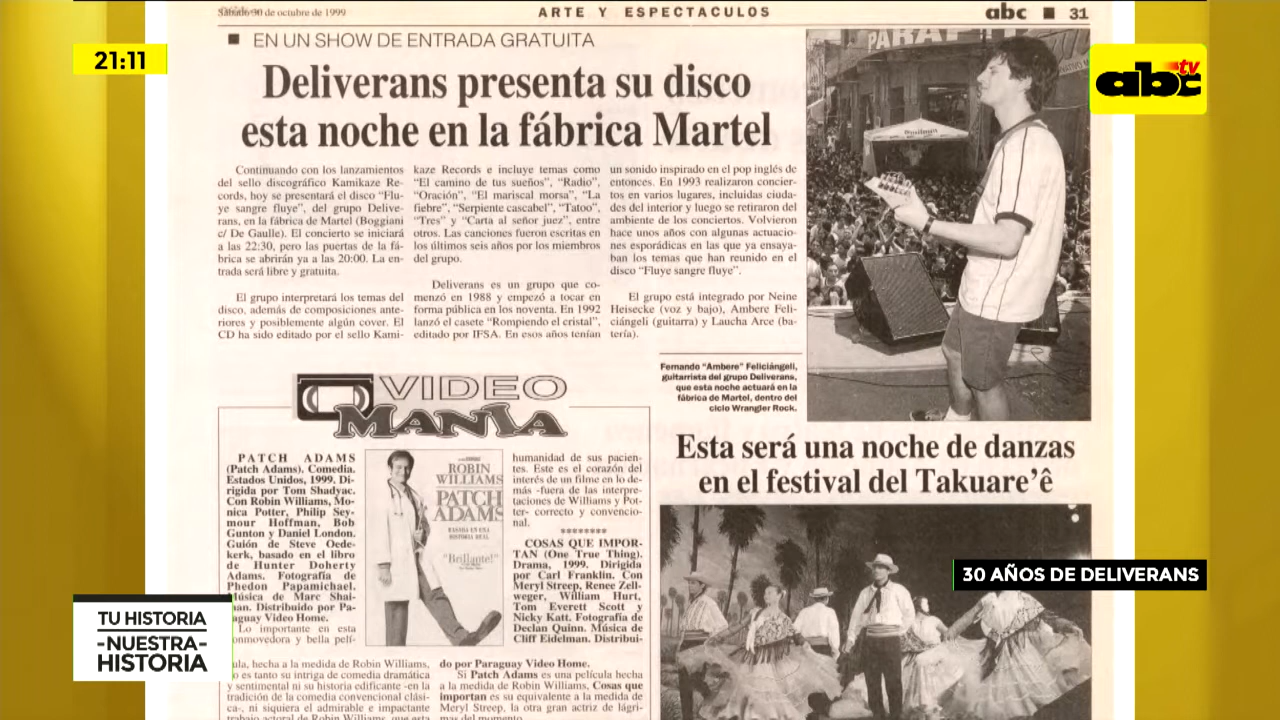 Sábado 30 de octubre de 1999
ARTE Y ESPECTACULOS
abc ■ 31
21:11
abc tv
■ EN UN SHOW DE ENTRADA GRATUITA
Deliverans presenta su disco
esta noche en la fábrica Martel
Continuando con los lanzamientos
del sello discográfico Kamikaze Re-
cords, hoy se presentará el disco “Flu-
ye sangre fluye”, del grupo Delive-
rans, en la fábrica de Martel (Boggiani
c/ De Gaulle). El concierto se iniciará
a las 22:30, pero las puertas de la fá-
brica se abrirán ya a las 20:00. La en-
trada será libre y gratuita.
El grupo interpretará los temas del
disco, además de composiciones ante-
riores y posiblemente algún cover. El
CD ha sido editado por el sello Kami-
kaze Records e incluye temas como
“El camino de tus sueños”, “Radio”,
“Oración”, “El mariscal morsa”, “La
fiebre”, “Serpiente cascabel”, “Tatoo”,
“Tres” y “Carta al señor juez”, entre
otros. Las canciones fueron escritas en
los últimos seis años por los miembros
del grupo.
Deliverans es un grupo que co-
menzó en 1988 y empezó a tocar en
forma pública en los noventa. En 1992
lanzó el casete “Rompiendo el cristal”,
editado por IFSA. En esos años tenían
un sonido inspirado en el pop inglés de
entonces. En 1993 realizaron concier-
tos en varios lugares, incluidas ciuda-
des del interior y luego se retiraron del
ambiente de los conciertos. Volvieron
hace unos años con algunas actuaciones
esporádicas en las que ya ensaya-
ban los temas que han reunido en el
disco “Fluye sangre fluye”.
El grupo está integrado por Neine
Heisecke (voz y bajo), Ambere Feli-
ciángeli (guitarra) y Laucha Arce (ba-
tería).
Fernando “Ambere” Feliciángeli,
guitarrista del grupo Deliverans,
que esta noche actuará en la
fábrica de Martel, dentro del
ciclo Wrangler Rock.
VIDEO
MANIA
PATCH ADAMS
(Patch Adams). Comedia.
Estados Unidos, 1999. Di-
rigida por Tom Shadyac.
Con Robin Williams, Mo-
nica Potter, Philip Sey-
mour Hoffman, Bob
Gunton y Daniel London.
Guión de Steve Oede-
kerk, basado en el libro
de Hunter Doherty
Adams. Fotografía de
Phedon Papamichael.
Música de Marc Shai-
man. Distribuido por Pa-
aguay Video Home.
Lo importante en esta
onmovedora y bella pelí-
ROBIN
WILLIAMS
PATCH
ADAMS
BASADA EN UNA
HISTORIA REAL
“Brillante!”
humanidad de sus pacien-
tes. Este es el corazón del
interés de un filme en lo de-
más -fuera de las interpre-
taciones de Williams y Pot-
ter- correcto y convencio-
nal.
********
COSAS QUE IMPOR-
TAN (One True Thing).
Drama, 1999. Dirigida
por Carl Franklin. Con
Meryl Streep, Renee Zell-
weger, William Hurt,
Tom Everett Scott y
Nicky Katt. Fotografía de
Declan Quinn. Música de
Cliff Eidelman. Distribui-
ula, hecha a la medida de Robin Williams,
o es tanto su intriga de comedia dramática
y sentimental ni su historia edificante -en la
tradición de la comedia convencional clási-
ca-, ni siquiera el admirable e impactante
trabajo actoral de Robin Williams, que esta
do por Paraguay Video Home.
Si Patch Adams es una película hecha
a la medida de Robin Williams, Cosas que
importan es su equivalente a la medida de
Meryl Streep, la otra gran actriz de lágri-
mas del momento.
Esta será una noche de danzas
en el festival del Takuare’ê
30 AÑOS DE DELIVERANS
TU HISTORIA
-NUESTRA-
HISTORIA